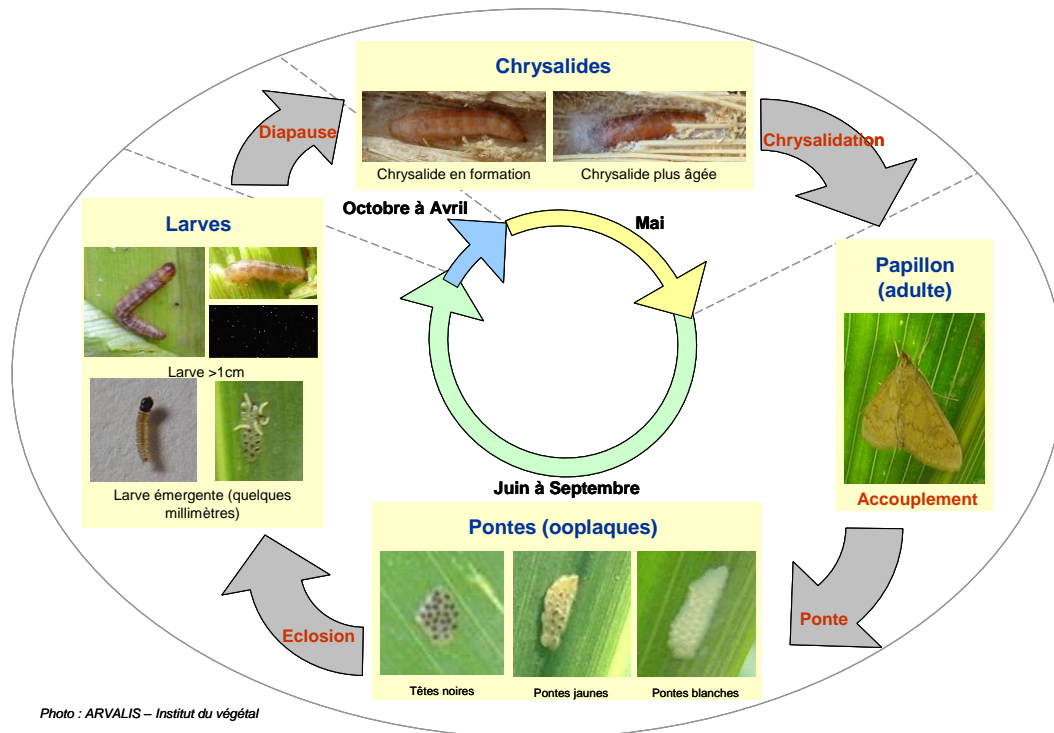 Chrysalides
Chrysalide en formation
Chrysalide plus âgée
Diapause
Chrysalidation
Octobre à Avril
Mai
Larves
Larve >1cm
Larve émergente (quelques
millimètres)
Papillon
(adulte)
Accouplement
Juin à Septembre
Pontes (ooplaques)
Têtes noires
Pontes jaunes
Pontes blanches
Eclosion
Ponte
Photo : ARVALIS – Institut du végétal